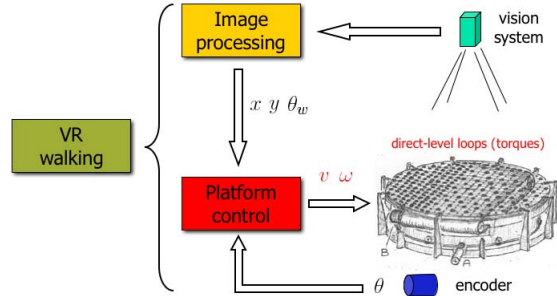 Image
processing
vision
system
x y θw
VR
walking
direct-level loops (torques)
v ω
Platform
control
B
A
θ
encoder